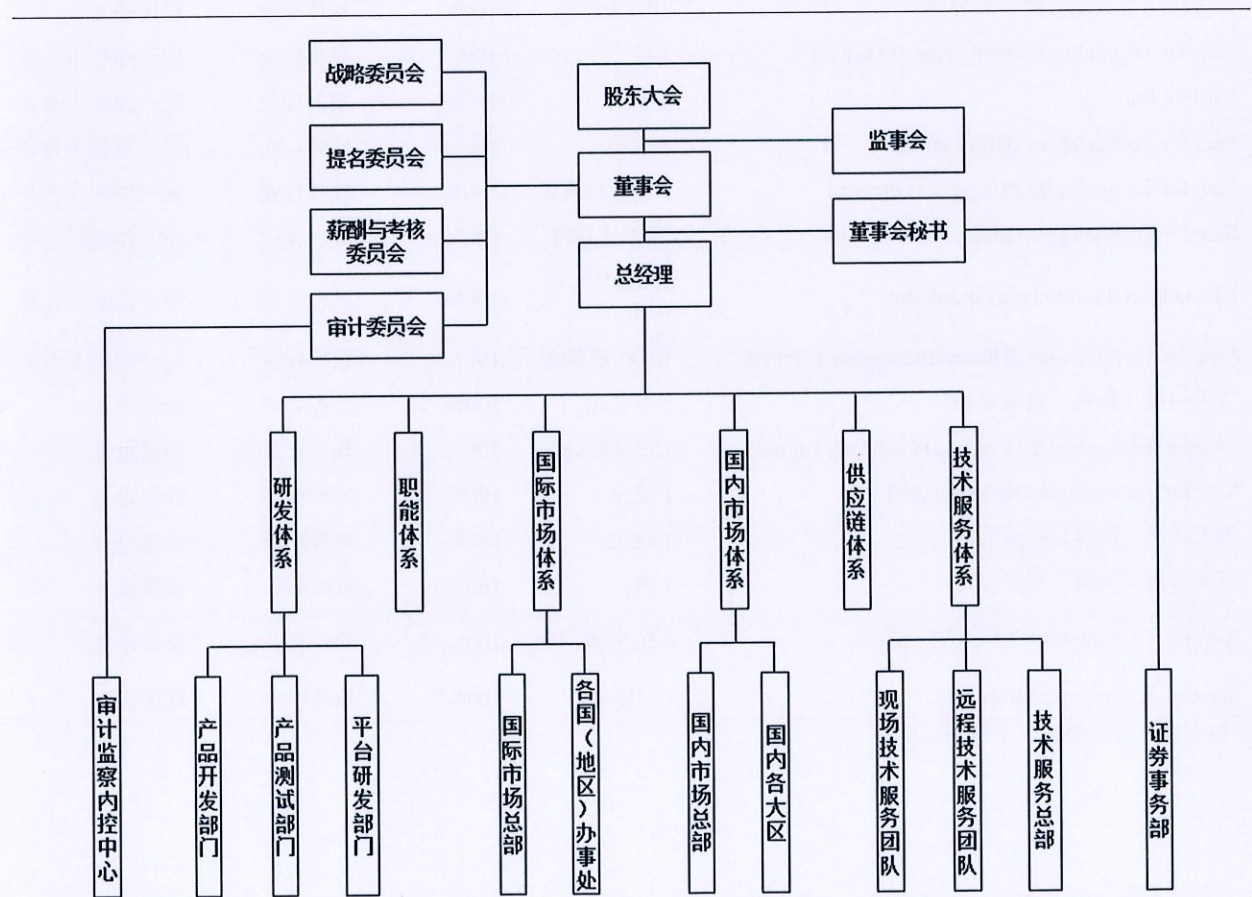 战略委员会
提名委员会
薪酬与考核
委员会
审计委员会
股东大会
董事会
总经理
监事会
董事会秘书
研发体系
职能体系
国际市场体系
国内市场体系
供应链体系
技术服务体系
审计监察内控中心
产品开发部门
产品测试部门
平台研发部门
国际市场总部
各国（地区）办事处
国内市场总部
国内各大区
现场技术服务团队
远程技术服务团队
技术服务总部
证券事务部